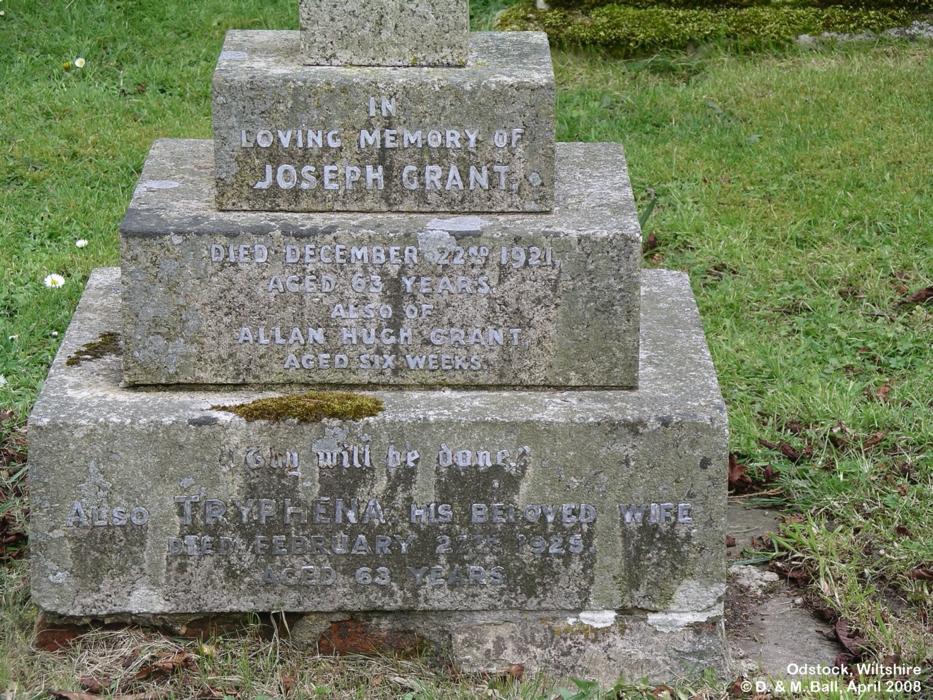 IN
LOVING MEMORY OF
JOSEPH GRANT,
DIED DECEMBER 22ND 1921,
AGED 63 YEARS.
ALSO OF
ALLAN HUGH GRANT,
AGED SIX WEEKS.
"Thy will be done."
ALSO TRYPHENA HIS BELOVED WIFE
DIED FEBRUARY 1925,
AGED 63 YEARS
Odstock, Wiltshire
© D. & M. Ball, April 2008